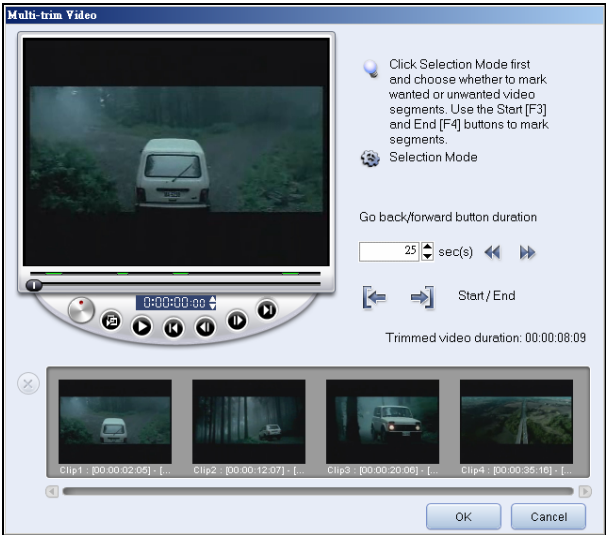 Multi-trim Video
Click Selection Mode first
and choose whether to mark
wanted or unwanted video
segments. Use the Start [F3]
and End [F4] buttons to mark
segments.
Selection Mode
Go back/forward button duration
25 sec(s)
0:00:00:00
Start / End
Trimmed video duration: 00:00:08:09
Clip1 : [00:00:02:05] - [...
Clip2 : [00:00:12:07] - [...
Clip3 : [00:00:20:06] - [...
Clip4 : [00:00:35:16] - [...
OK
Cancel